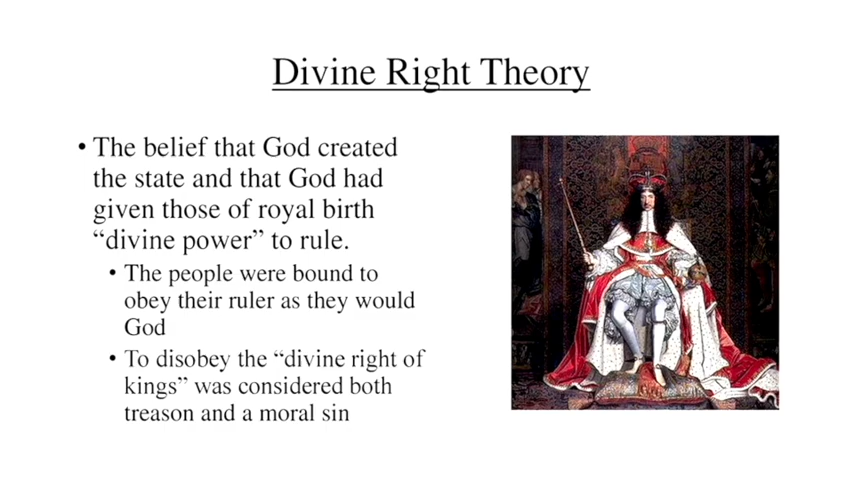 Divine Right Theory
• The belief that God created
the state and that God had
given those of royal birth
“divine power” to rule.
• The people were bound to
obey their ruler as they would
God
• To disobey the “divine right of
kings” was considered both
treason and a moral sin